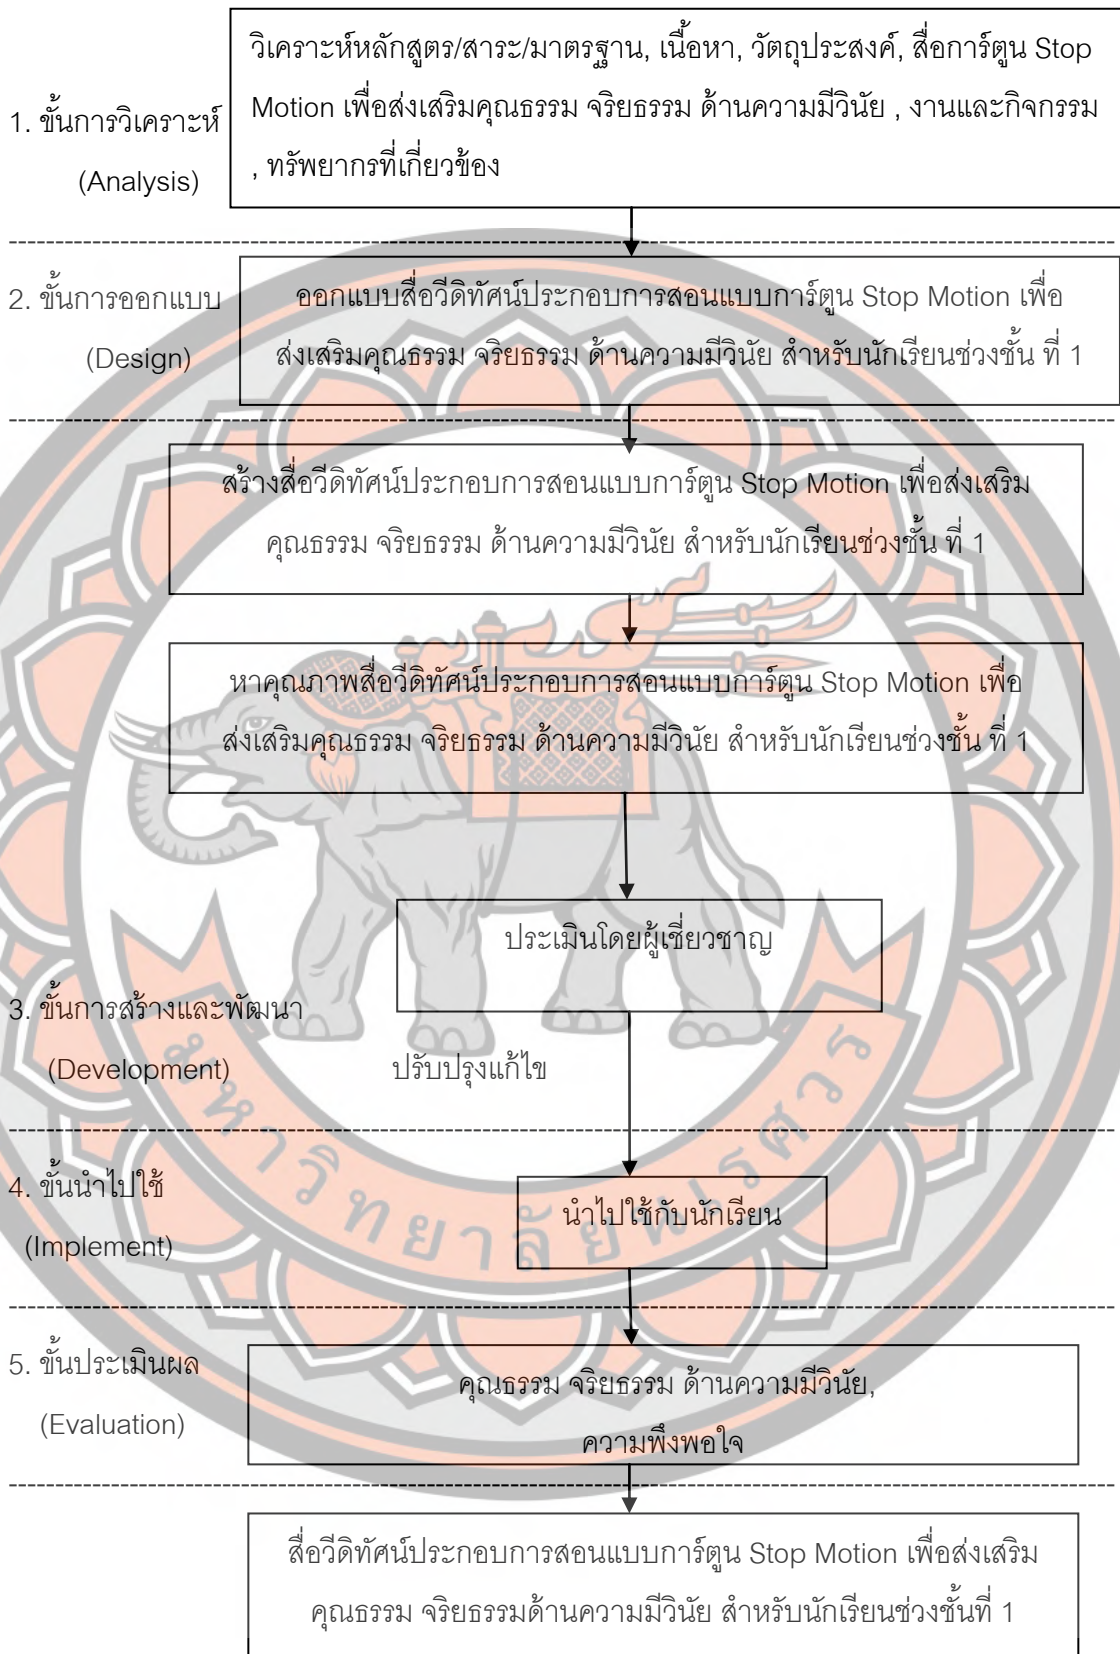 วิเคราะห์หลักสูตร/สาระ/มาตรฐาน, เนื้อหา, วัตถุประสงค์, สื่อการ์ตูน Stop
Motion เพื่อส่งเสริมคุณธรรม จริยธรรม ด้านความมีวินัย , งานและกิจกรรม
, ทรัพยากรที่เกี่ยวข้อง
1. ขั้นการวิเคราะห์
(Analysis)
2. ขั้นการออกแบบ
(Design)
ออกแบบสื่อวีดิทัศน์ประกอบการสอนแบบการ์ตูน Stop Motion เพื่อ
ส่งเสริมคุณธรรม จริยธรรม ด้านความมีวินัย สำหรับนักเรียนช่วงชั้น ที่ 1
สร้างสื่อวีดิทัศน์ประกอบการสอนแบบการ์ตูน Stop Motion เพื่อส่งเสริม
คุณธรรม จริยธรรม ด้านความมีวินัย สำหรับนักเรียนช่วงชั้น ที่ 1
หาคุณภาพสื่อวีดิทัศน์ประกอบการสอนแบบการ์ตูน Stop Motion เพื่อ
ส่งเสริมคุณธรรม จริยธรรม ด้านความมีวินัย สำหรับนักเรียนช่วงชั้น ที่ 1
ประเมินโดยผู้เชี่ยวชาญ
3. ขั้นการสร้างและพัฒนา
(Development)
ปรับปรุงแก้ไข
4. ขั้นนำไปใช้
(Implement)
นำไปใช้กับนักเรียน
มหาวิทยาลัยนเรศวร
5. ขั้นประเมินผล
(Evaluation)
คุณธรรม จริยธรรม ด้านความมีวินัย,
ความพึงพอใจ
สื่อวีดิทัศน์ประกอบการสอนแบบการ์ตูน Stop Motion เพื่อส่งเสริม
คุณธรรม จริยธรรมด้านความมีวินัย สำหรับนักเรียนช่วงชั้นที่ 1